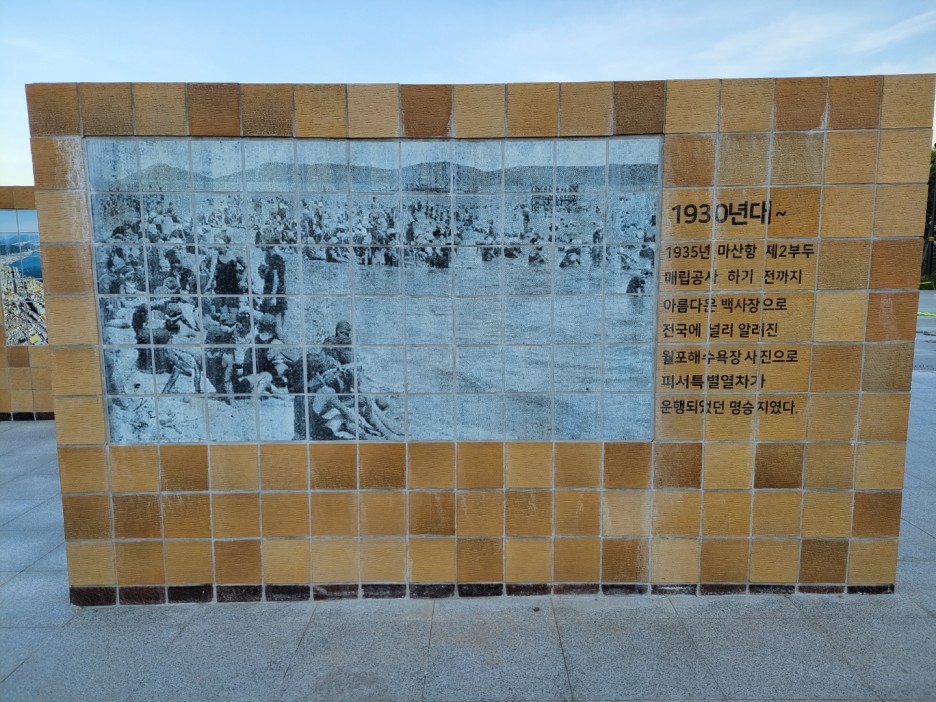 1930년대~
1935년 마산항 제2부두
매립공사 하기 전까지
아름다운 백사장으로
전국에 널리 알려진
월포해수욕장 사진으로
피서특별열차가
운행되었던 명승지였다.